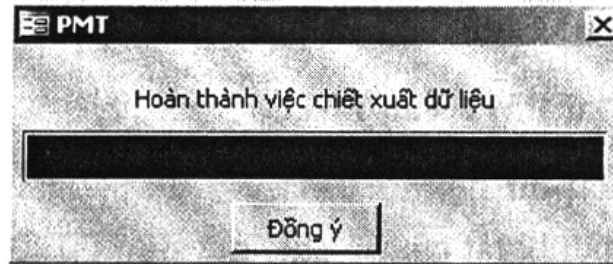 PMT
Hoàn thành việc chiết xuất dữ liệu
Đồng ý